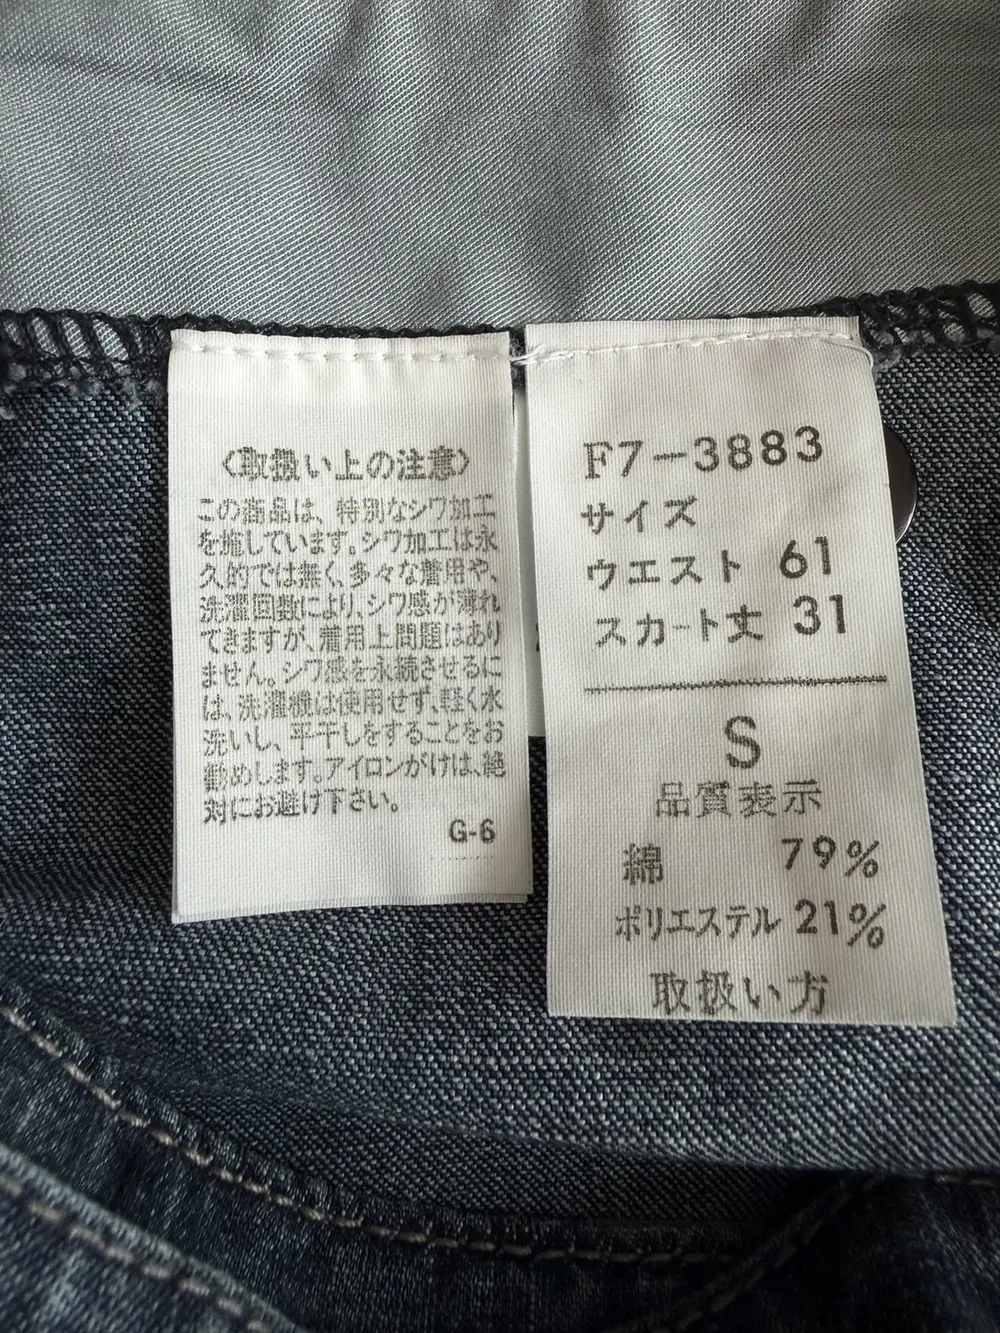 〈取扱い上の注意〉
この商品は、特別なシワ加工
を施しています。シワ加工は永
久的では無く、多々な着用や、
洗濯回数により、シワ感が薄れ
てきますが、着用上問題はあり
ません。シワ感を永続させるに
は、洗濯機は使用せず、軽く水
洗いし、平干しをすることをお
勧めします。アイロンがけは、絶
対にお避け下さい。
G-6
F7-3883
サイズ
ウエスト 61
スカート丈 31
S
品質表示
綿 79%
ポリエステル 21%
取扱い方